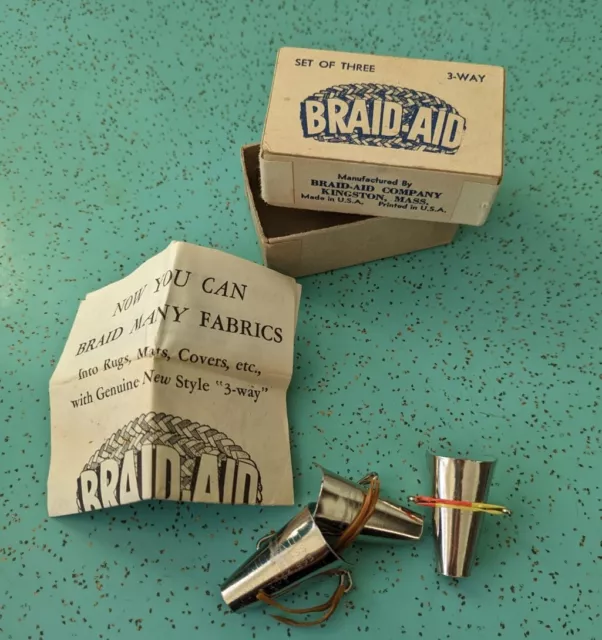 SET OF THREE 3-WAY
BRAID-AID
Manufactured By
BRAID-AID COMPANY
KINGSTON, MASS.
Made in U.S.A. Printed in U.S.A.
NOW YOU CAN
BRAID MANY FABRICS
Into Rugs, Mats, Covers, etc.,
with Genuine New Style "3-way"
BRAID-AID